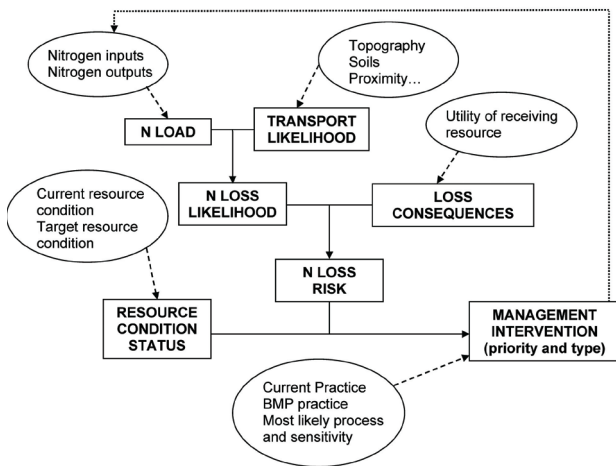 Nitrogen inputs
Nitrogen outputs
Topography
Soils
Proximity...
N LOAD
TRANSPORT
LIKELIHOOD
Utility of receiving
resource
Current resource
condition
Target resource
condition
N LOSS
LIKELIHOOD
LOSS
CONSEQUENCES
N LOSS
RISK
RESOURCE
CONDITION
STATUS
MANAGEMENT
INTERVENTION
(priority and type)
Current Practice
BMP practice
Most likely process
and sensitivity